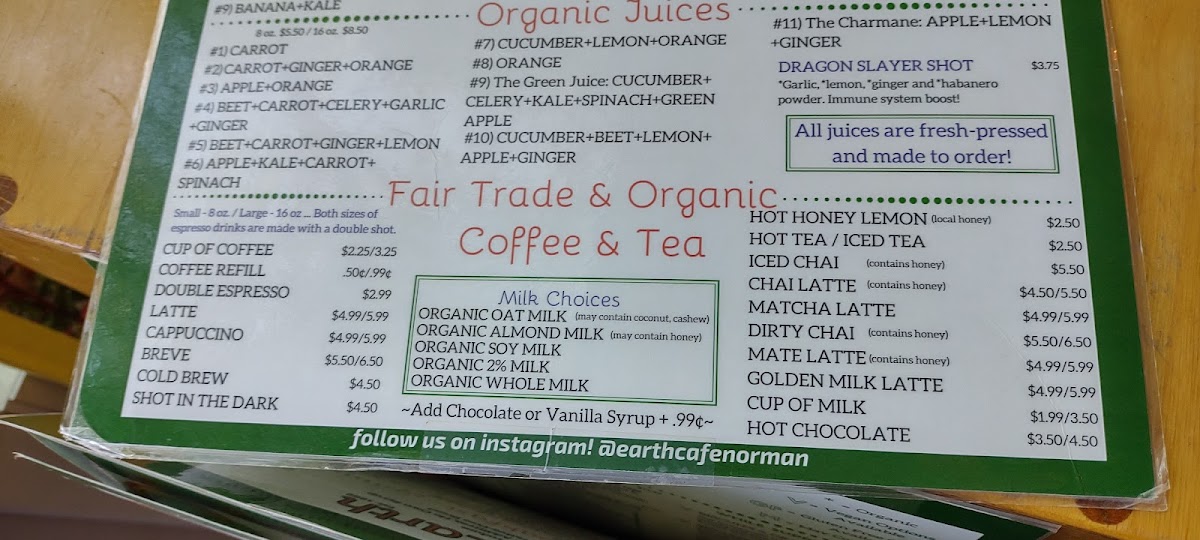 #9) BANANA+KALE
Organic Juices
8 oz. $5.50 / 16 oz. $8.50
#1) CARROT
#2) CARROT+GINGER+ORANGE
#3) APPLE+ORANGE
#4) BEET+CARROT+CELERY+GARLIC
+GINGER
#5) BEET+CARROT+GINGER+LEMON
#6) APPLE+KALE+CARROT+
SPINACH
#7) CUCUMBER+LEMON+ORANGE
#8) ORANGE
#9) The Green Juice: CUCUMBER+
CELERY+KALE+SPINACH+GREEN
APPLE
#10) CUCUMBER+BEET+LEMON+
APPLE+GINGER
#11) The Charmane: APPLE+LEMON
+GINGER
DRAGON SLAYER SHOT $3.75
*Garlic, *lemon, *ginger and *habanero
powder. Immune system boost!
All juices are fresh-pressed
and made to order!
Fair Trade & Organic
Coffee & Tea
Small - 8 oz. / Large - 16 oz ... Both sizes of
espresso drinks are made with a double shot.
CUP OF COFFEE $2.25/3.25
COFFEE REFILL .50¢/.99¢
DOUBLE ESPRESSO $2.99
LATTE $4.99/5.99
CAPPUCCINO $4.99/5.99
BREVE $5.50/6.50
COLD BREW $4.50
SHOT IN THE DARK $4.50
Milk Choices
ORGANIC OAT MILK (may contain coconut, cashew)
ORGANIC ALMOND MILK (may contain honey)
ORGANIC SOY MILK
ORGANIC 2% MILK
ORGANIC WHOLE MILK
~Add Chocolate or Vanilla Syrup + .99¢~
HOT HONEY LEMON (local honey) $2.50
HOT TEA / ICED TEA $2.50
ICED CHAI (contains honey) $5.50
CHAI LATTE (contains honey) $4.50/5.50
MATCHA LATTE $4.99/5.99
DIRTY CHAI (contains honey) $5.50/6.50
MATE LATTE (contains honey) $4.99/5.99
GOLDEN MILK LATTE $4.99/5.99
CUP OF MILK $1.99/3.50
HOT CHOCOLATE $3.50/4.50
follow us on instagram! @earthcafenorman
Organic
Vegan Options
Available